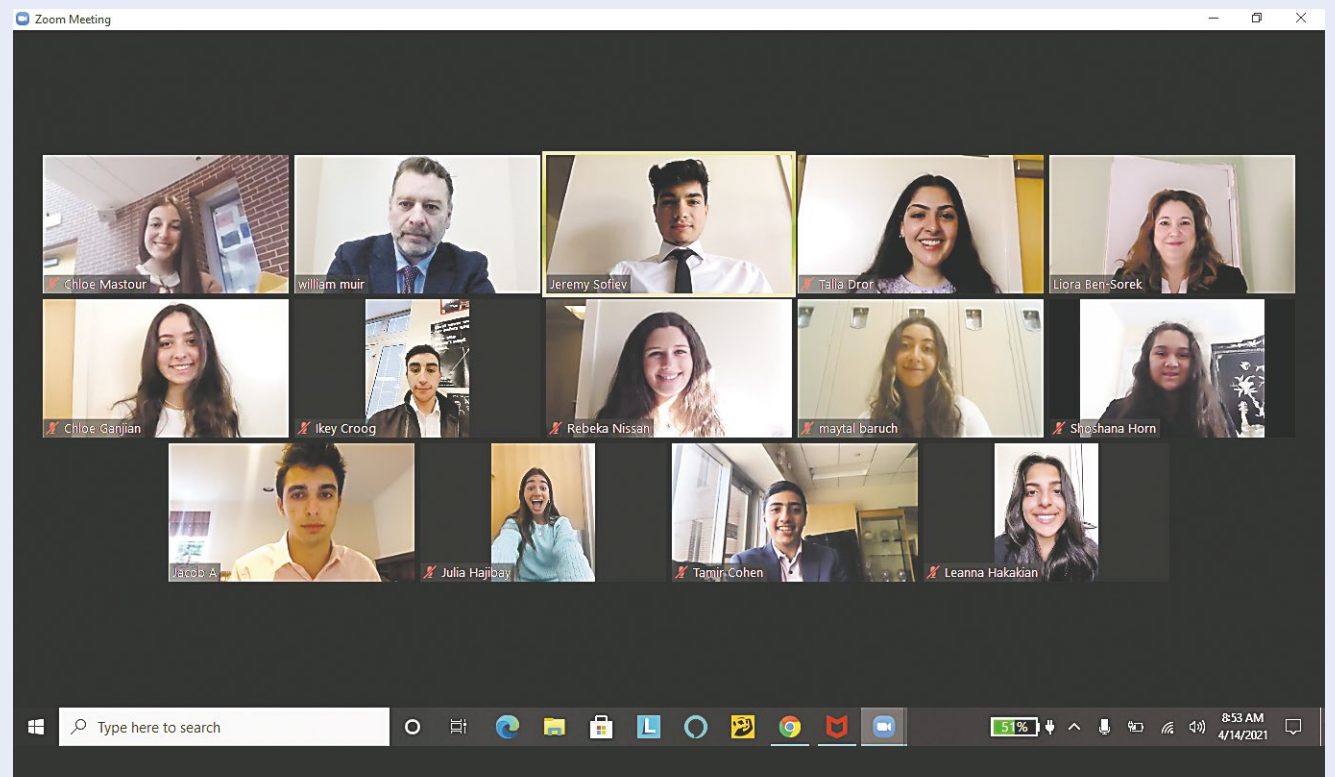 Zoom Meeting
Chloe Mastour
william muir
Jeremy Sofiev
Talia Dror
Liora Ben-Sorek
Chloe Ganjian
Ikey Croog
Rebeka Nissan
maytal baruch
Shoshana Horn
Jacob A
Julia Hajibay
Tamir Cohen
Leanna Hakakian
Type here to search
L
51%
8:53 AM
4/14/2021